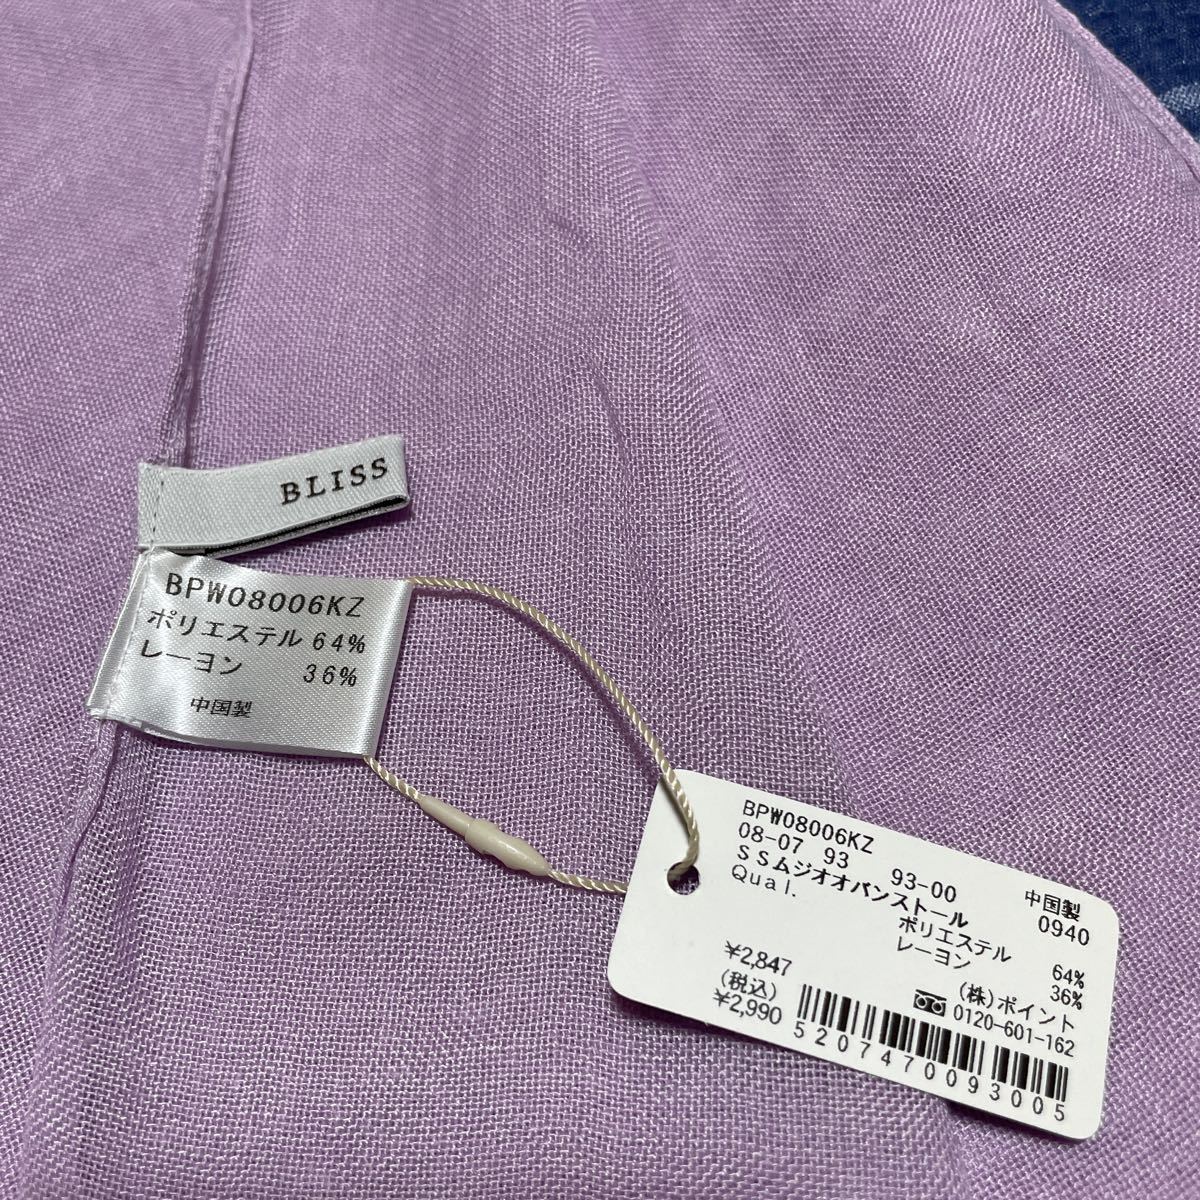 BLISS
BPW08006KZ
ポリエステル 64%
レーヨン 36%
中国製
BPW08006KZ
08-07 93 93-00 中国製
SSムジオオバンストール 0940
Qual.
ポリエステル 64%
レーヨン 36%
¥2,847
(税込) (株)ポイント
¥2,990 0120-601-162
5207470093005